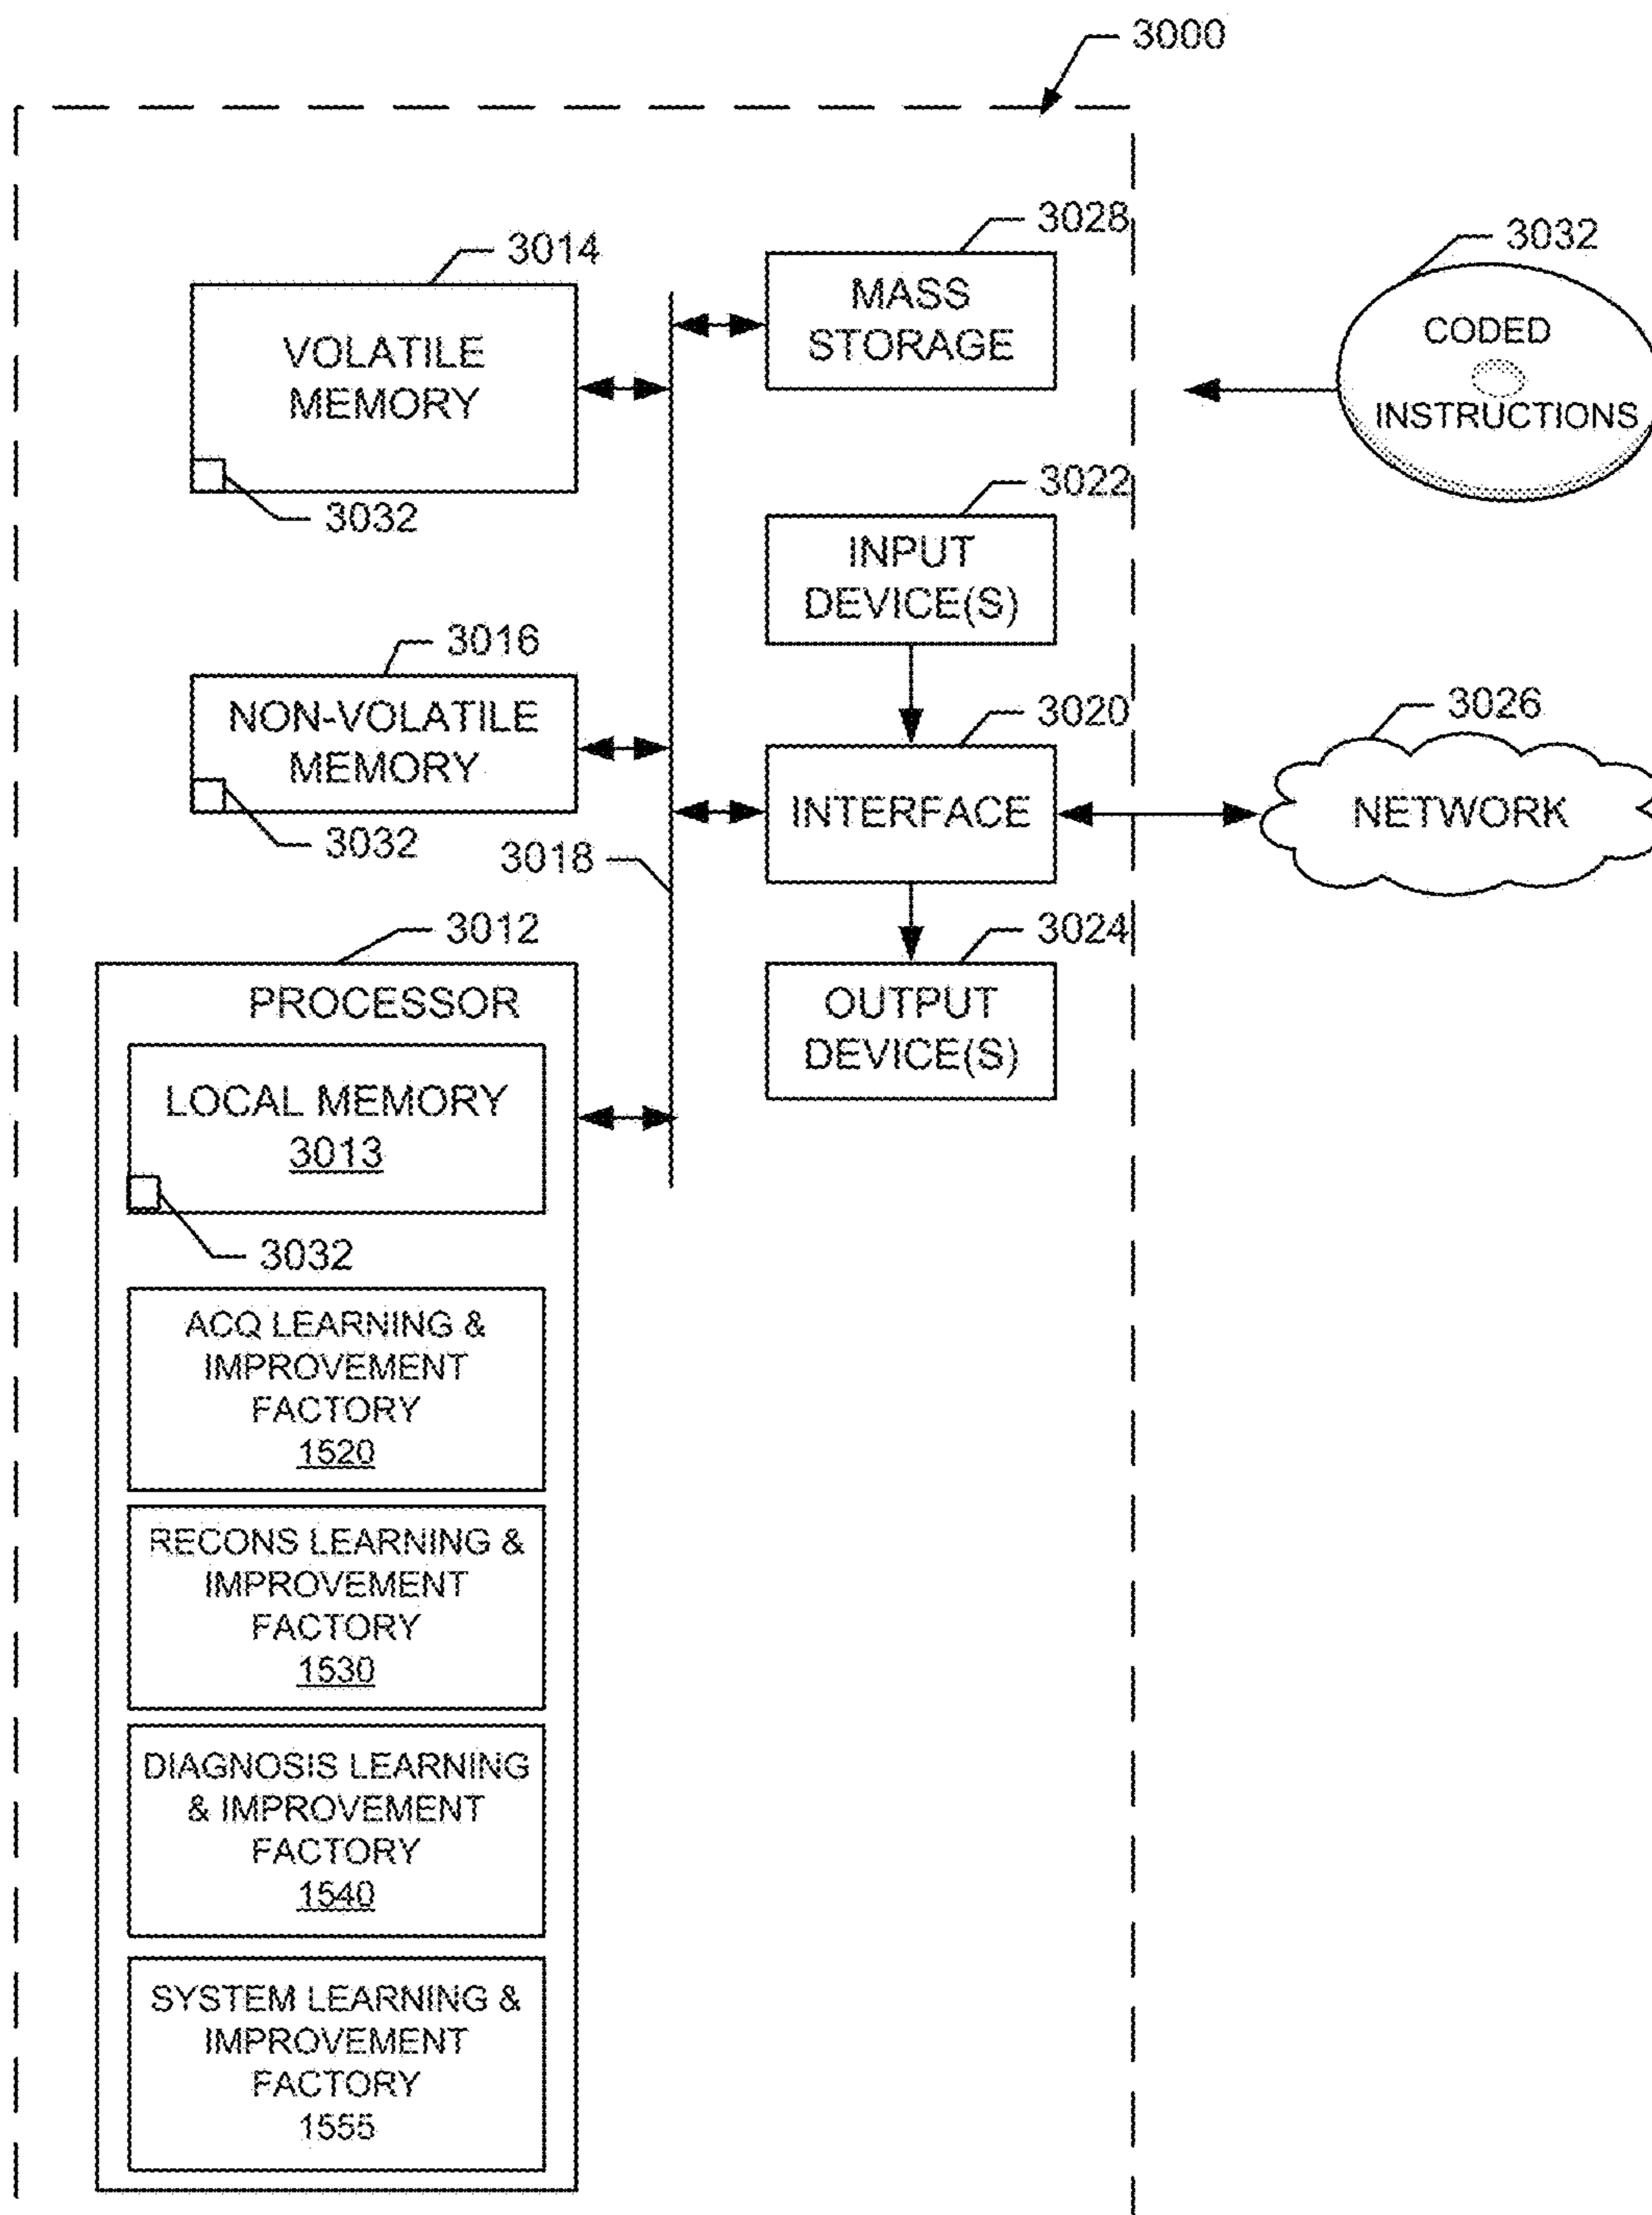 3000
3028
3014
3032
MASS
STORAGE
VOLATILE
MEMORY
CODED
INSTRUCTIONS
3032
3022
INPUT
DEVICE(S)
3016
NON-VOLATILE
MEMORY
3032
3020
3026
INTERFACE
NETWORK
3018
3012
3024
PROCESSOR
OUTPUT
DEVICE(S)
LOCAL MEMORY
3013
3032
ACQ LEARNING &
IMPROVEMENT
FACTORY
1520
RECONS LEARNING &
IMPROVEMENT
FACTORY
1530
DIAGNOSIS LEARNING
& IMPROVEMENT
FACTORY
1540
SYSTEM LEARNING &
IMPROVEMENT
FACTORY
1555